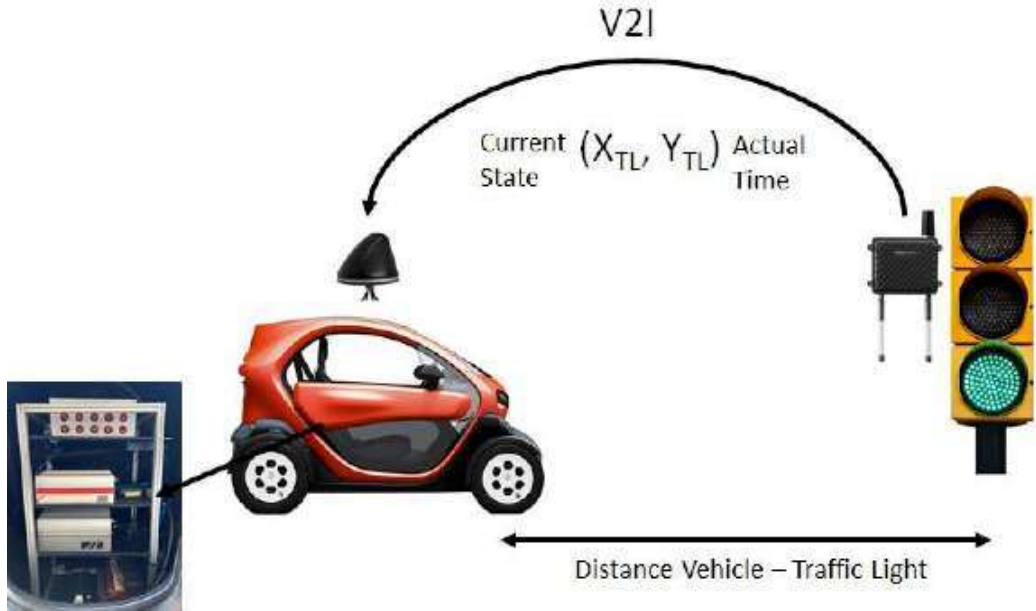 V2I
Current (X_TL, Y_TL) Actual
State Time
Distance Vehicle – Traffic Light